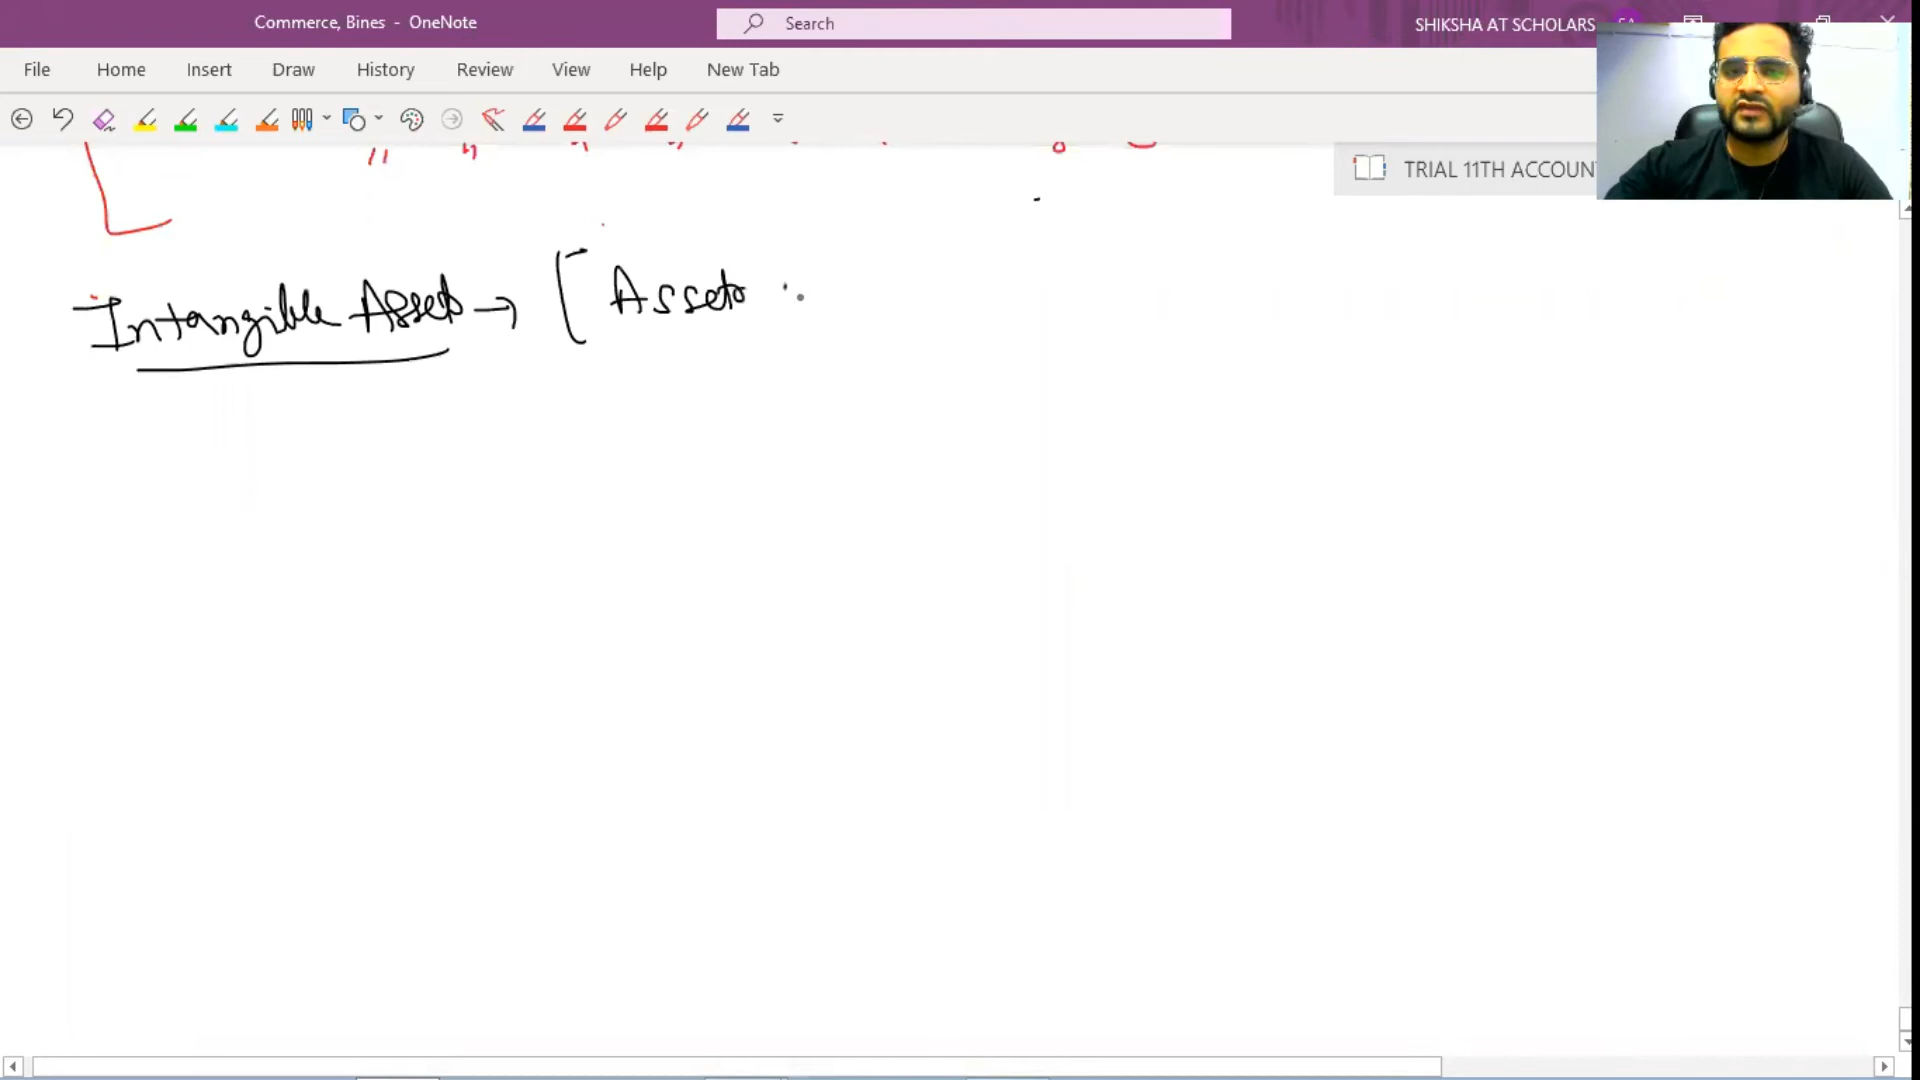 Commerce, Bines - OneNote
Search
SHIKSHA AT SCHOLARS
File Home Insert Draw History Review View Help New Tab
TRIAL 11TH ACCOUN
Intangible Assets → [ Assets